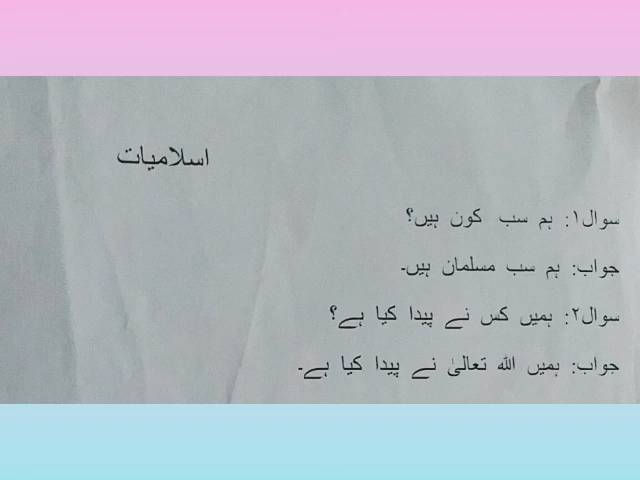 اسلامیات
سوال۱: ہم سب کون ہیں؟
جواب: ہم سب مسلمان ہیں۔
سوال۲: ہمیں کس نے پیدا کیا ہے؟
جواب: ہمیں اللہ تعالیٰ نے پیدا کیا ہے۔